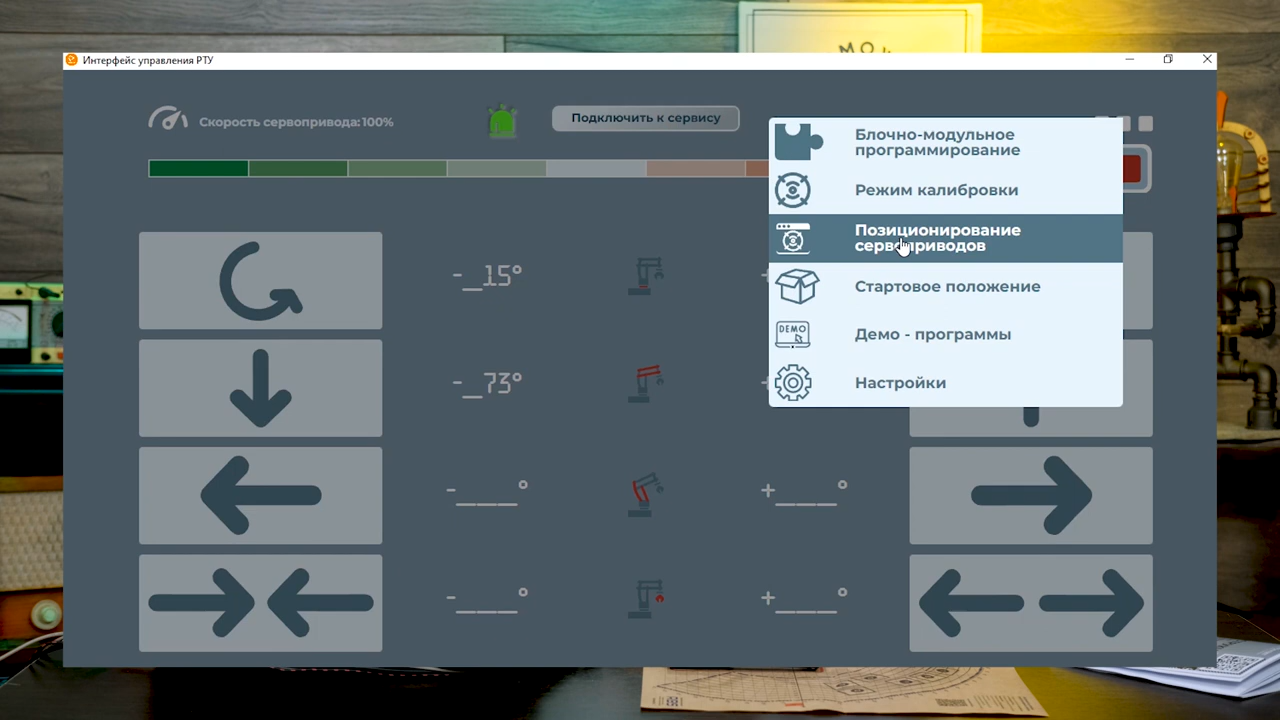 МОИ
Интерфейс управления РТУ
Скорость сервопривода:100%
Подключить к сервису
Блочно-модульное
программирование
Режим калибровки
Позиционирование
сервоприводов
Стартовое положение
DEMO
Демо - программы
Настройки
-_15°
-_73°
-___°
+___°
-___°
+___°